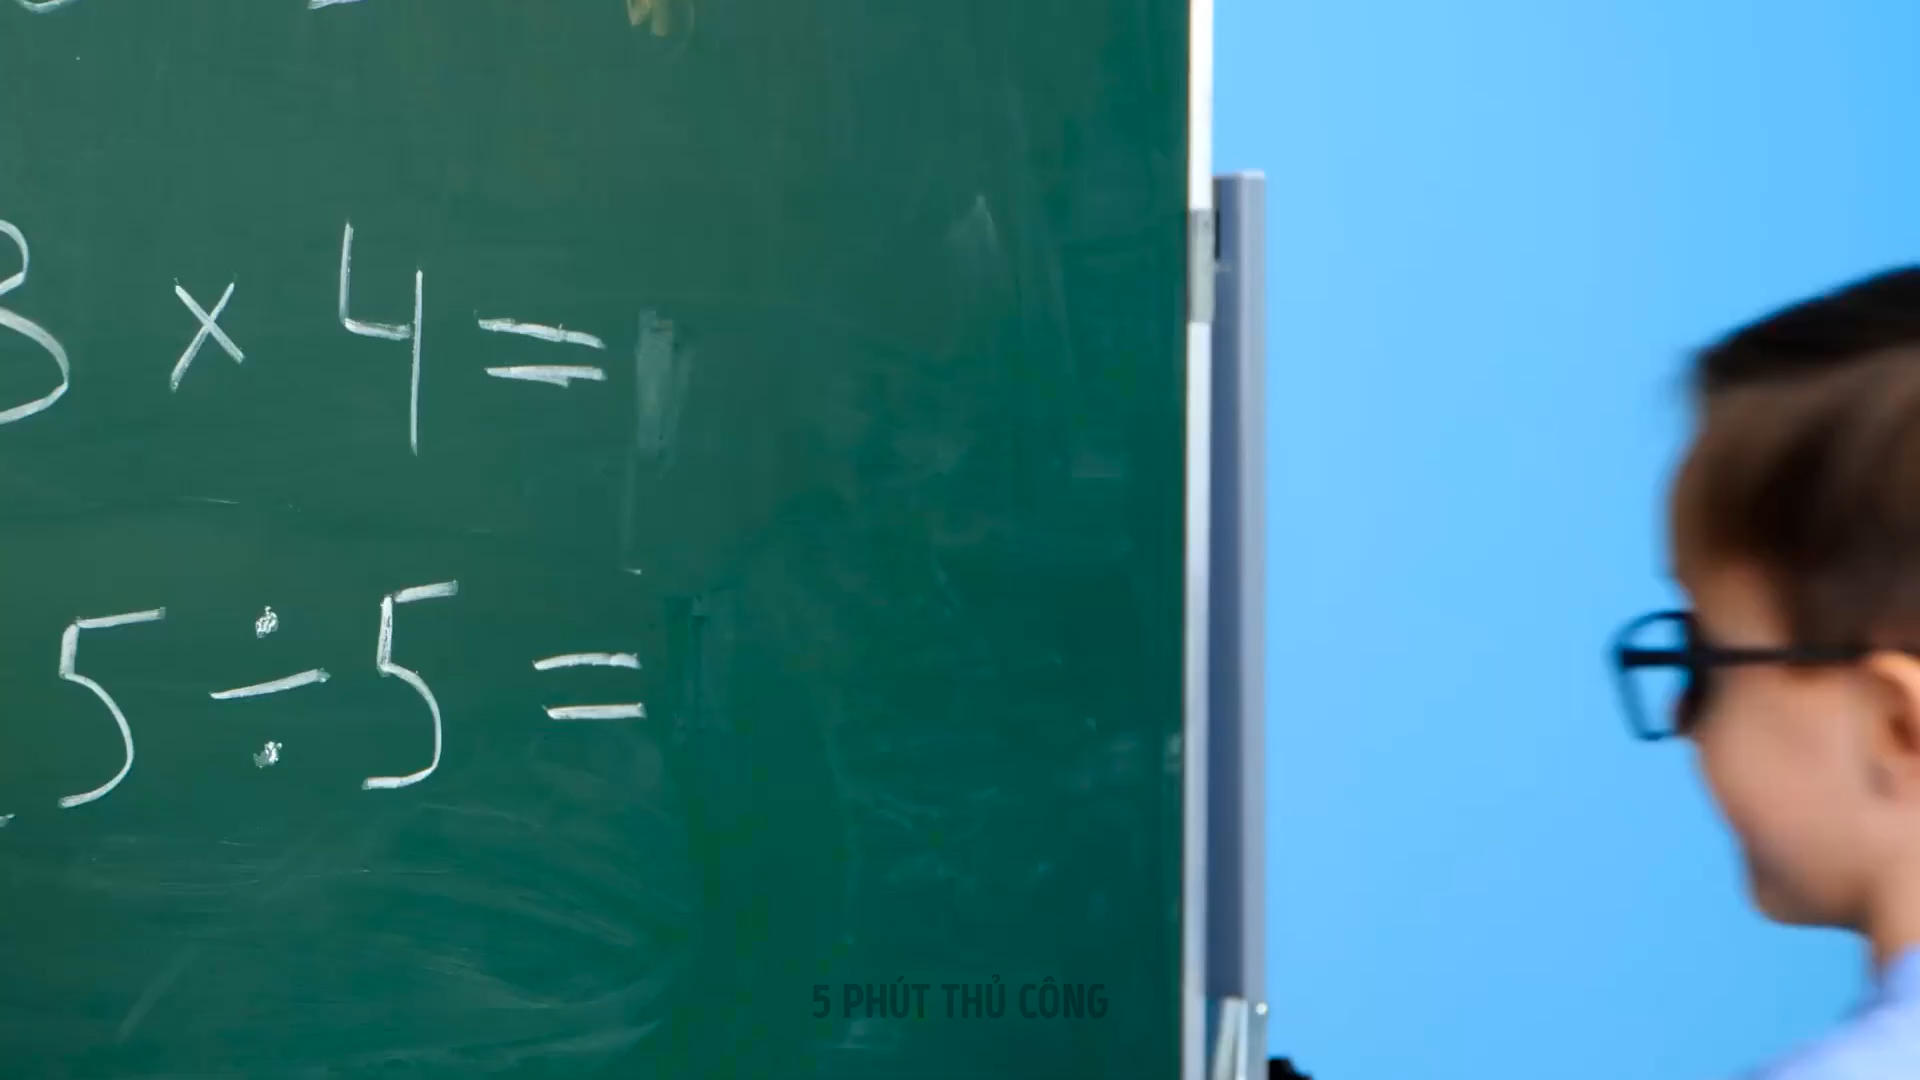 3 × 4 =
5 ÷ 5 =
5 PHÚT THỦ CÔNG